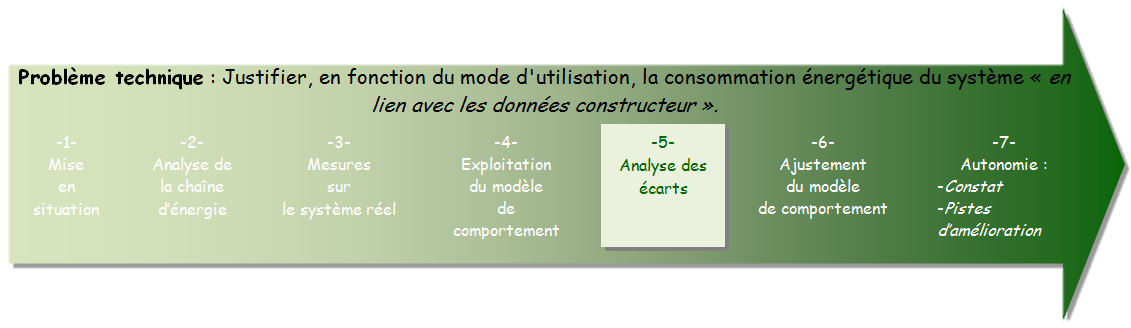 Problème technique : Justifier, en fonction du mode d'utilisation, la consommation énergétique du système « en
lien avec les données constructeur ».
-1-
Mise
en
situation
-2-
Analyse de
la chaîne
d'énergie
-3-
Mesures
sur
le système réel
-4-
Exploitation
du modèle
de
comportement
-5-
Analyse des
écarts
-6-
Ajustement
du modèle
de comportement
-7-
Autonomie :
-Constat
-Pistes
d'amélioration